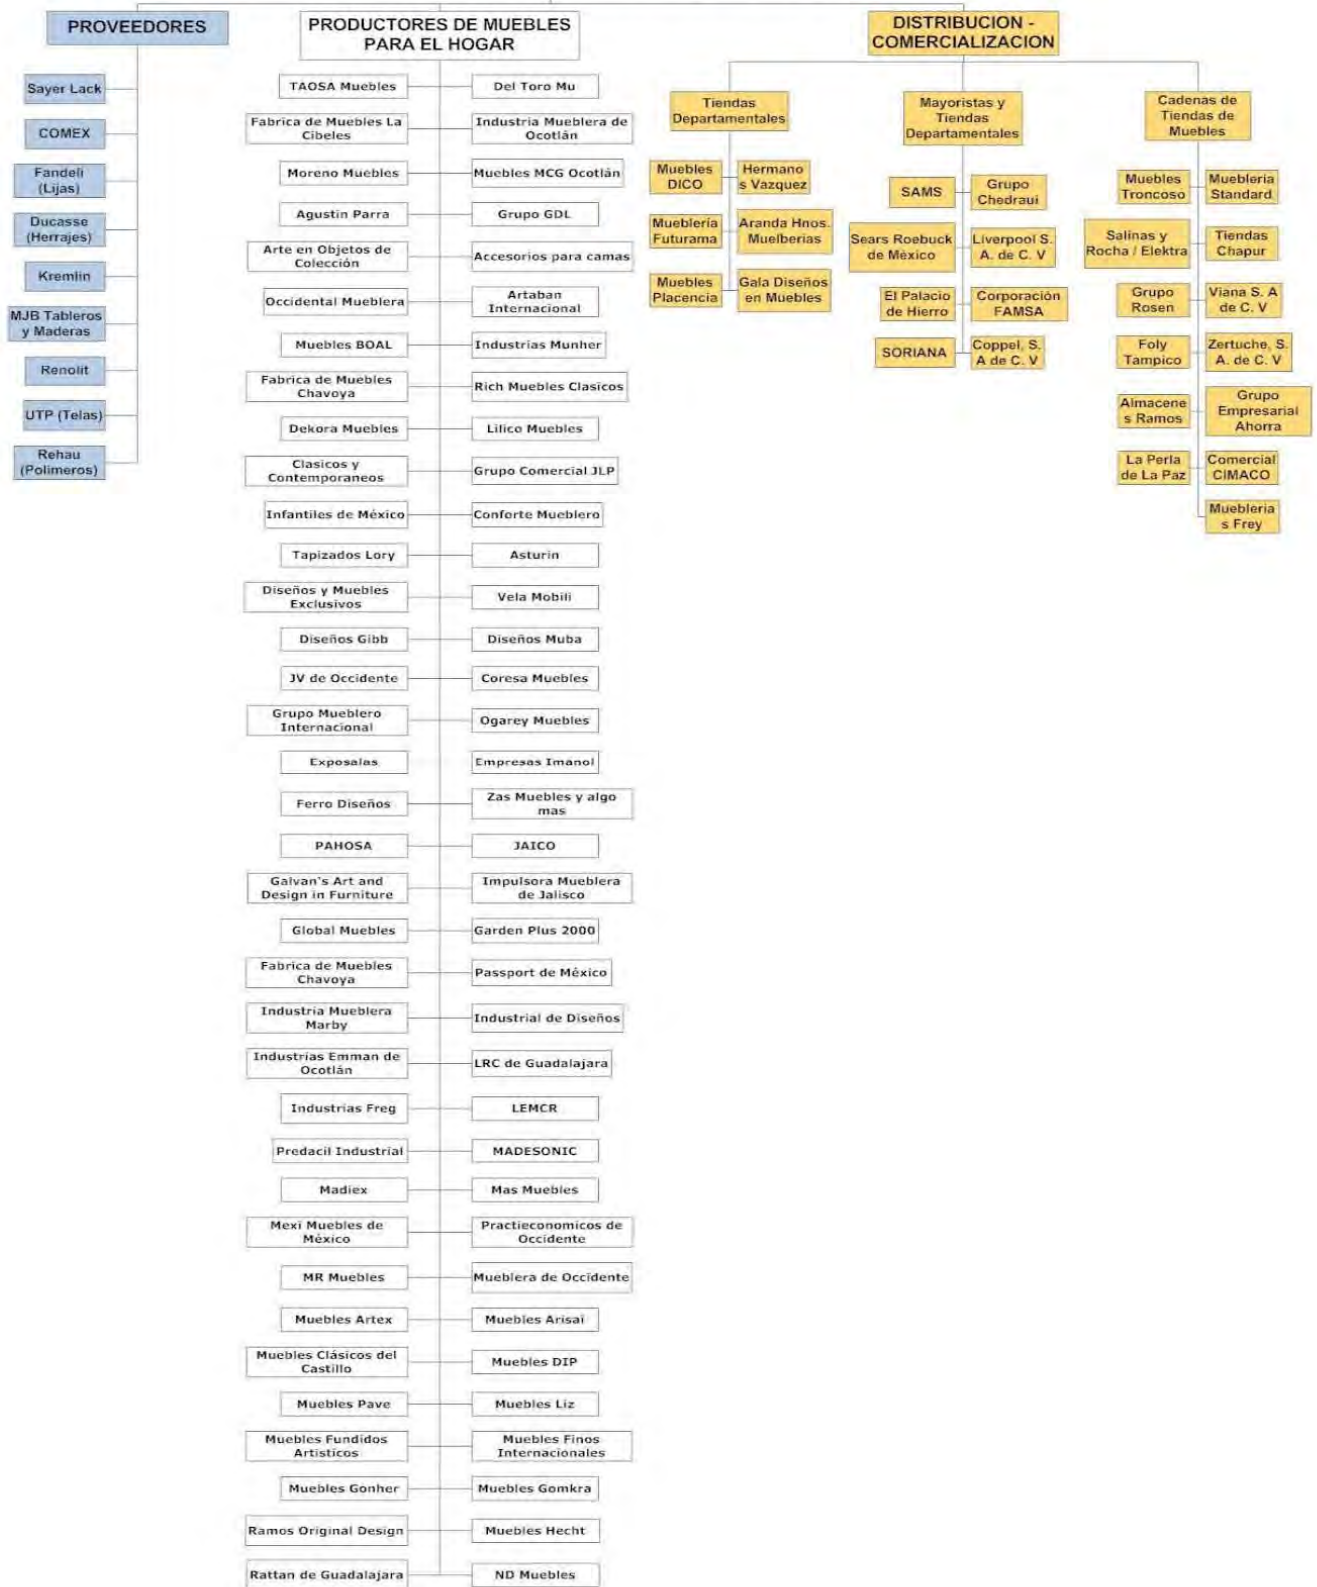 PROVEEDORES
Sayer Lack
COMEX
Fandeli
(Lijas)
Ducasse
(Herrajes)
Kremlin
MJB Tableros
y Maderas
Renolit
UTP (Telas)
Rehau
(Polimeros)
PRODUCTORES DE MUEBLES
PARA EL HOGAR
TAOSA Muebles
Del Toro Mu
Fabrica de Muebles La
Cibeles
Industria Mueblera de
Ocotlán
Moreno Muebles
Muebles MCG Ocotlán
Agustin Parra
Grupo GDL
Arte en Objetos de
Colección
Accesorios para camas
Occidental Mueblera
Artaban
Internacional
Muebles BOAL
Industrias Munher
Fabrica de Muebles
Chavoya
Rich Muebles Clasicos
Dekora Muebles
Lilico Muebles
Clasicos y
Contemporaneos
Grupo Comercial JLP
Infantiles de México
Conforte Mueblero
Tapizados Lory
Asturin
Diseños y Muebles
Exclusivos
Vela Mobili
Diseños Gibb
Diseños Muba
JV de Occidente
Coresa Muebles
Grupo Mueblero
Internacional
Ogarey Muebles
Exposalas
Empresas Imanol
Ferro Diseños
Zas Muebles y algo
mas
PAHOSA
JAICO
Galvan's Art and
Design in Furniture
Impulsora Mueblera
de Jalisco
Global Muebles
Garden Plus 2000
Fabrica de Muebles
Chavoya
Passport de México
Industria Mueblera
Marby
Industrial de Diseños
Industrias Emman de
Ocotlán
LRC de Guadalajara
Industrias Freg
LEMCR
Predacil Industrial
MADESONIC
Madiex
Mas Muebles
Mexi Muebles de
México
Practieconomicos de
Occidente
MR Muebles
Mueblera de Occidente
Muebles Artex
Muebles Arisai
Muebles Clásicos del
Castillo
Muebles DIP
Muebles Pave
Muebles Liz
Muebles Fundidos
Artisticos
Muebles Finos
Internacionales
Muebles Gonher
Muebles Gomkra
Ramos Original Design
Muebles Hecht
Rattan de Guadalajara
ND Muebles
DISTRIBUCION -
COMERCIALIZACION
Tiendas
Departamentales
Muebles
DICO
Hermano
s Vazquez
Mueblería
Futurama
Aranda Hnos.
Muelberias
Muebles
Placencia
Gala Diseños
en Muebles
Mayoristas y
Tiendas
Departamentales
SAMS
Grupo
Chedraui
Sears Roebuck
de México
Liverpool S.
A. de C. V
El Palacio
de Hierro
Corporación
FAMSA
SORIANA
Coppel, S.
A de C. V
Cadenas de
Tiendas de
Muebles
Muebles
Troncoso
Muebleria
Standard
Salinas y
Rocha / Elektra
Tiendas
Chapur
Grupo
Rosen
Viana S. A
de C. V
Foly
Tampico
Zertuche, S.
A. de C. V
Almacene
s Ramos
Grupo
Empresarial
Ahorra
La Perla
de La Paz
Comercial
CIMACO
Muebleria
s Frey